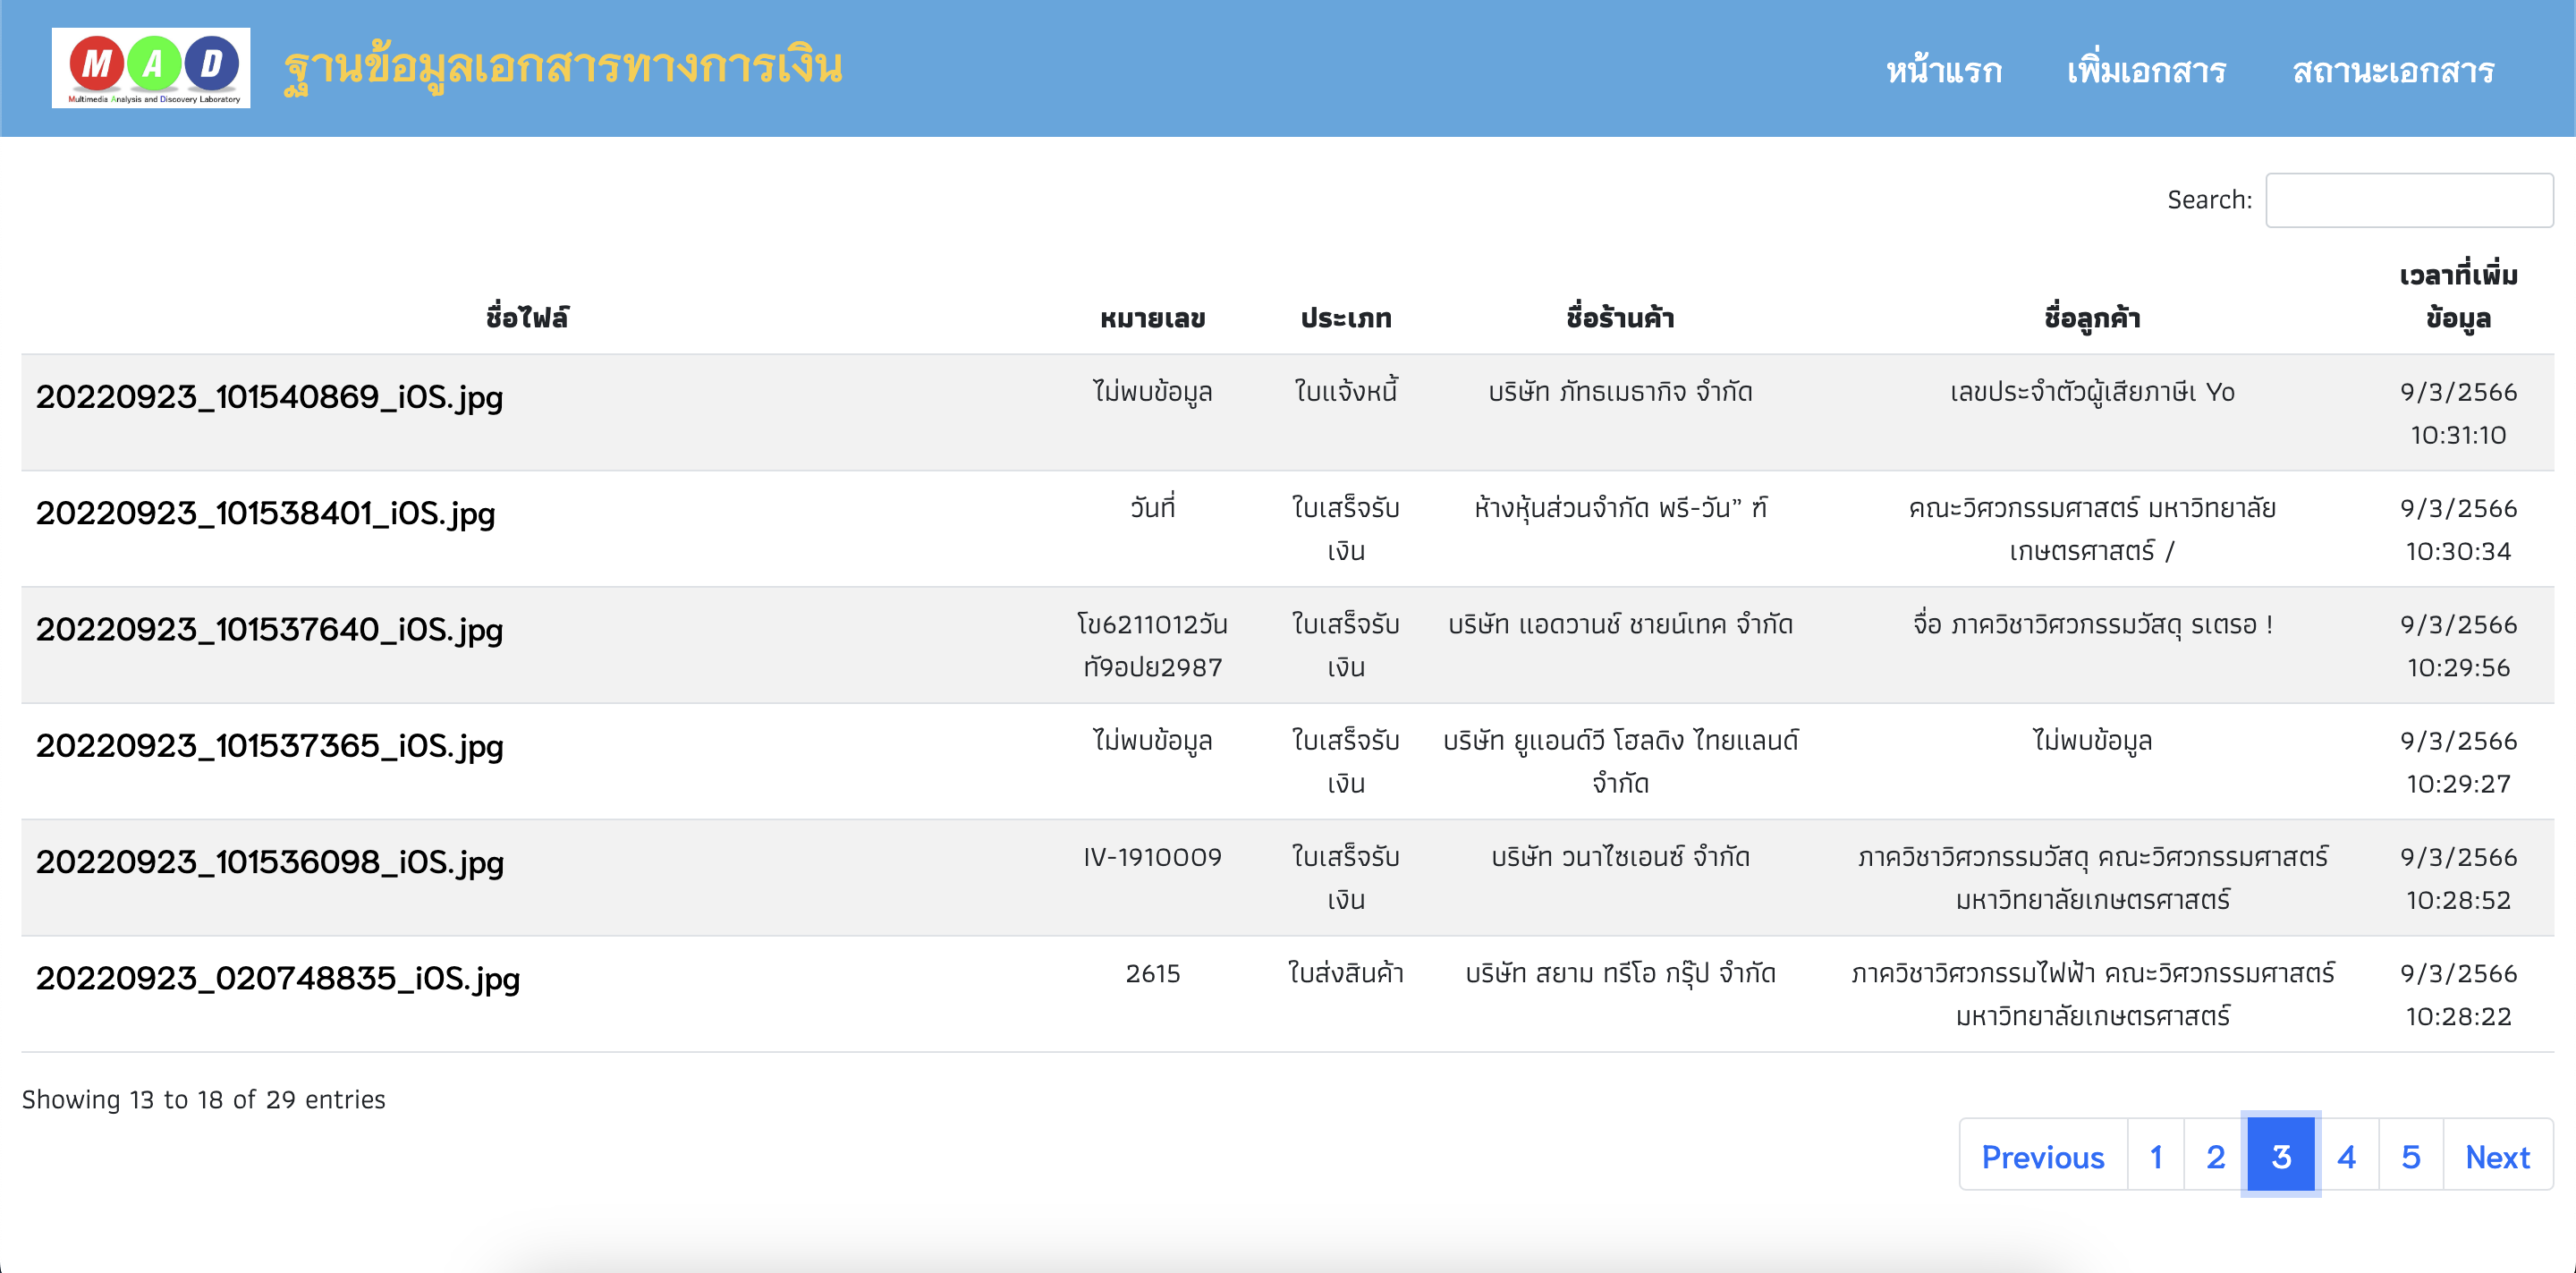 M A D
Multimedia Analysis and Discovery Laboratory
ฐานข้อมูลเอกสารทางการเงิน
หน้าแรก เพิ่มเอกสาร สถานะเอกสาร
Search:
ชื่อไฟล์ หมายเลข ประเภท ชื่อร้านค้า ชื่อลูกค้า เวลาที่เพิ่ม
ข้อมูล
20220923_101540869_iOS.jpg ไม่พบข้อมูล ใบแจ้งหนี้ บริษัท ภัทธเมธากิจ จำกัด เลขประจำตัวผู้เสียภาษีเ Yo 9/3/2566
10:31:10
20220923_101538401_iOS.jpg วันที่ ใบเสร็จรับ ห้างหุ้นส่วนจำกัด พรี-วัน” ฑ์ คณะวิศวกรรมศาสตร์ มหาวิทยาลัย 9/3/2566
เงิน เกษตรศาสตร์ / 10:30:34
20220923_101537640_iOS.jpg โข6211012วัน ใบเสร็จรับ บริษัท แอดวานช์ ชายน์เทค จำกัด จื่อ ภาควิชาวิศวกรรมวัสดุ รเตรอ ! 9/3/2566
ทั9อปย2987 เงิน 10:29:56
20220923_101537365_iOS.jpg ไม่พบข้อมูล ใบเสร็จรับ บริษัท ยูแอนด์วี โฮลดิง ไทยแลนด์ ไม่พบข้อมูล 9/3/2566
เงิน จำกัด 10:29:27
20220923_101536098_iOS.jpg IV-1910009 ใบเสร็จรับ บริษัท วนาไซเอนซ์ จำกัด ภาควิชาวิศวกรรมวัสดุ คณะวิศวกรรมศาสตร์ 9/3/2566
เงิน มหาวิทยาลัยเกษตรศาสตร์ 10:28:52
20220923_020748835_iOS.jpg 2615 ใบส่งสินค้า บริษัท สยาม ทรีโอ กรุ๊ป จำกัด ภาควิชาวิศวกรรมไฟฟ้า คณะวิศวกรรมศาสตร์ 9/3/2566
มหาวิทยาลัยเกษตรศาสตร์ 10:28:22
Showing 13 to 18 of 29 entries
Previous 1 2 3 4 5 Next